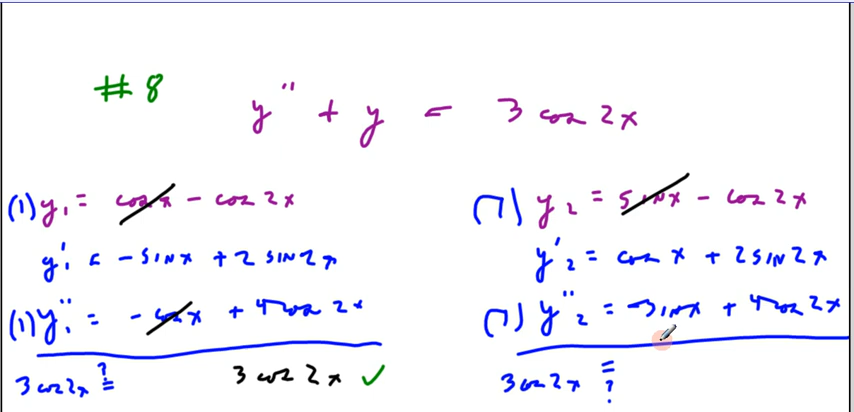 # 8
y'' + y = 3 cos 2x
(1) y₁ = cos x - cos 2x
y₁' = - SIN x + 2 SIN 2x
(1) y₁'' = - cos x + 4 cos 2x
3 cos 2x ≟ 3 cos 2x ✓
(1) y₂ = SIN x - cos 2x
y₂' = cos x + 2 SIN 2x
(1) y₂'' = - SIN x + 4 cos 2x
3 cos 2x = ?